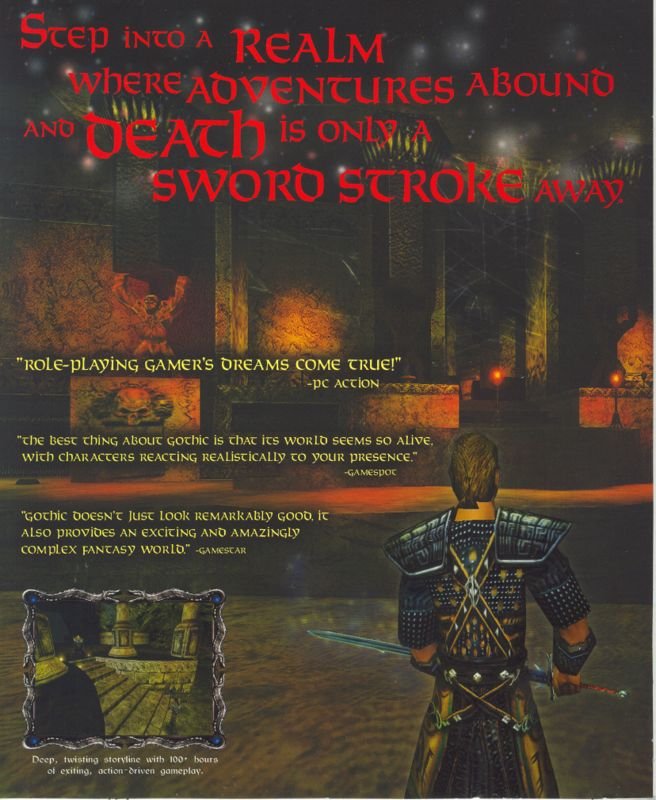 Step into a Realm
where adventures abound
and death is only a
sword stroke away.
"Role-playing gamer's dreams come true!"
-PC Action
"The best thing about Gothic is that its world seems so alive,
with characters reacting realistically to your presence."
-GameSpot
"Gothic doesn't just look remarkably good, it
also provides an exciting and amazingly
complex fantasy world." -GameStar
Deep, twisting storyline with 100+ hours
of exiting, action-driven gameplay.